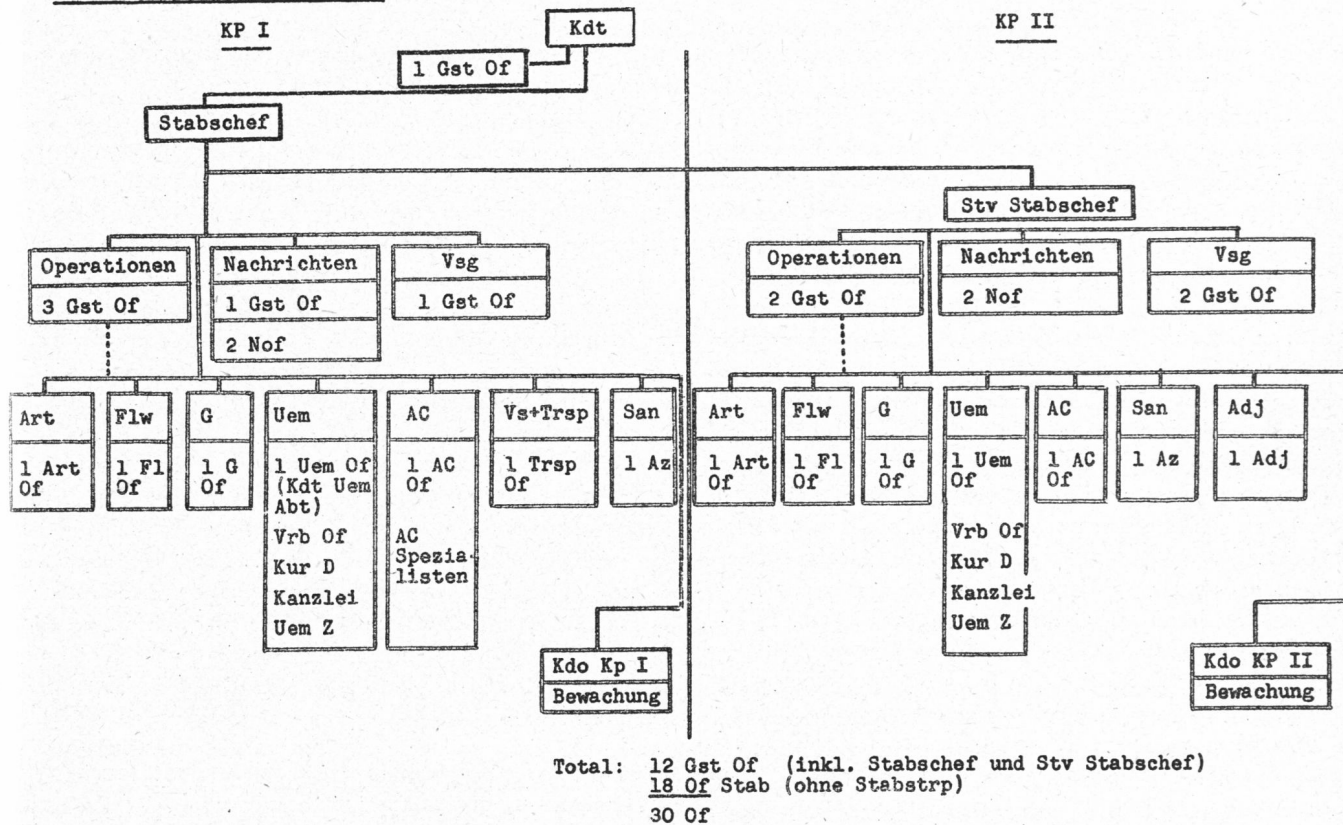 KP I
KP II
Kdt
1 Gst Of
Stabschef
Stv Stabschef
Operationen
3 Gst Of
Nachrichten
1 Gst Of
2 Nof
Vsg
1 Gst Of
Operationen
2 Gst Of
Nachrichten
2 Nof
Vsg
2 Gst Of
Art
1 Art
Of
Flw
1 Fl
Of
G
1 G
Of
Uem
1 Uem Of
(Kdt Uem
Abt)
Vrb Of
Kur D
Kanzlei
Uem Z
AC
1 AC
Of
AC
Spezia-
listen
Vs+Trsp
1 Trsp
Of
San
1 Az
Art
1 Art
Of
Flw
1 Fl
Of
G
1 G
Of
Uem
1 Uem
Of
Vrb Of
Kur D
Kanzlei
Uem Z
AC
1 AC
Of
San
1 Az
Adj
1 Adj
Kdo Kp I
Bewachung
Kdo KP II
Bewachung
Total: 12 Gst Of (inkl. Stabschef und Stv Stabschef)
18 Of Stab (ohne Stabstrp)
30 Of